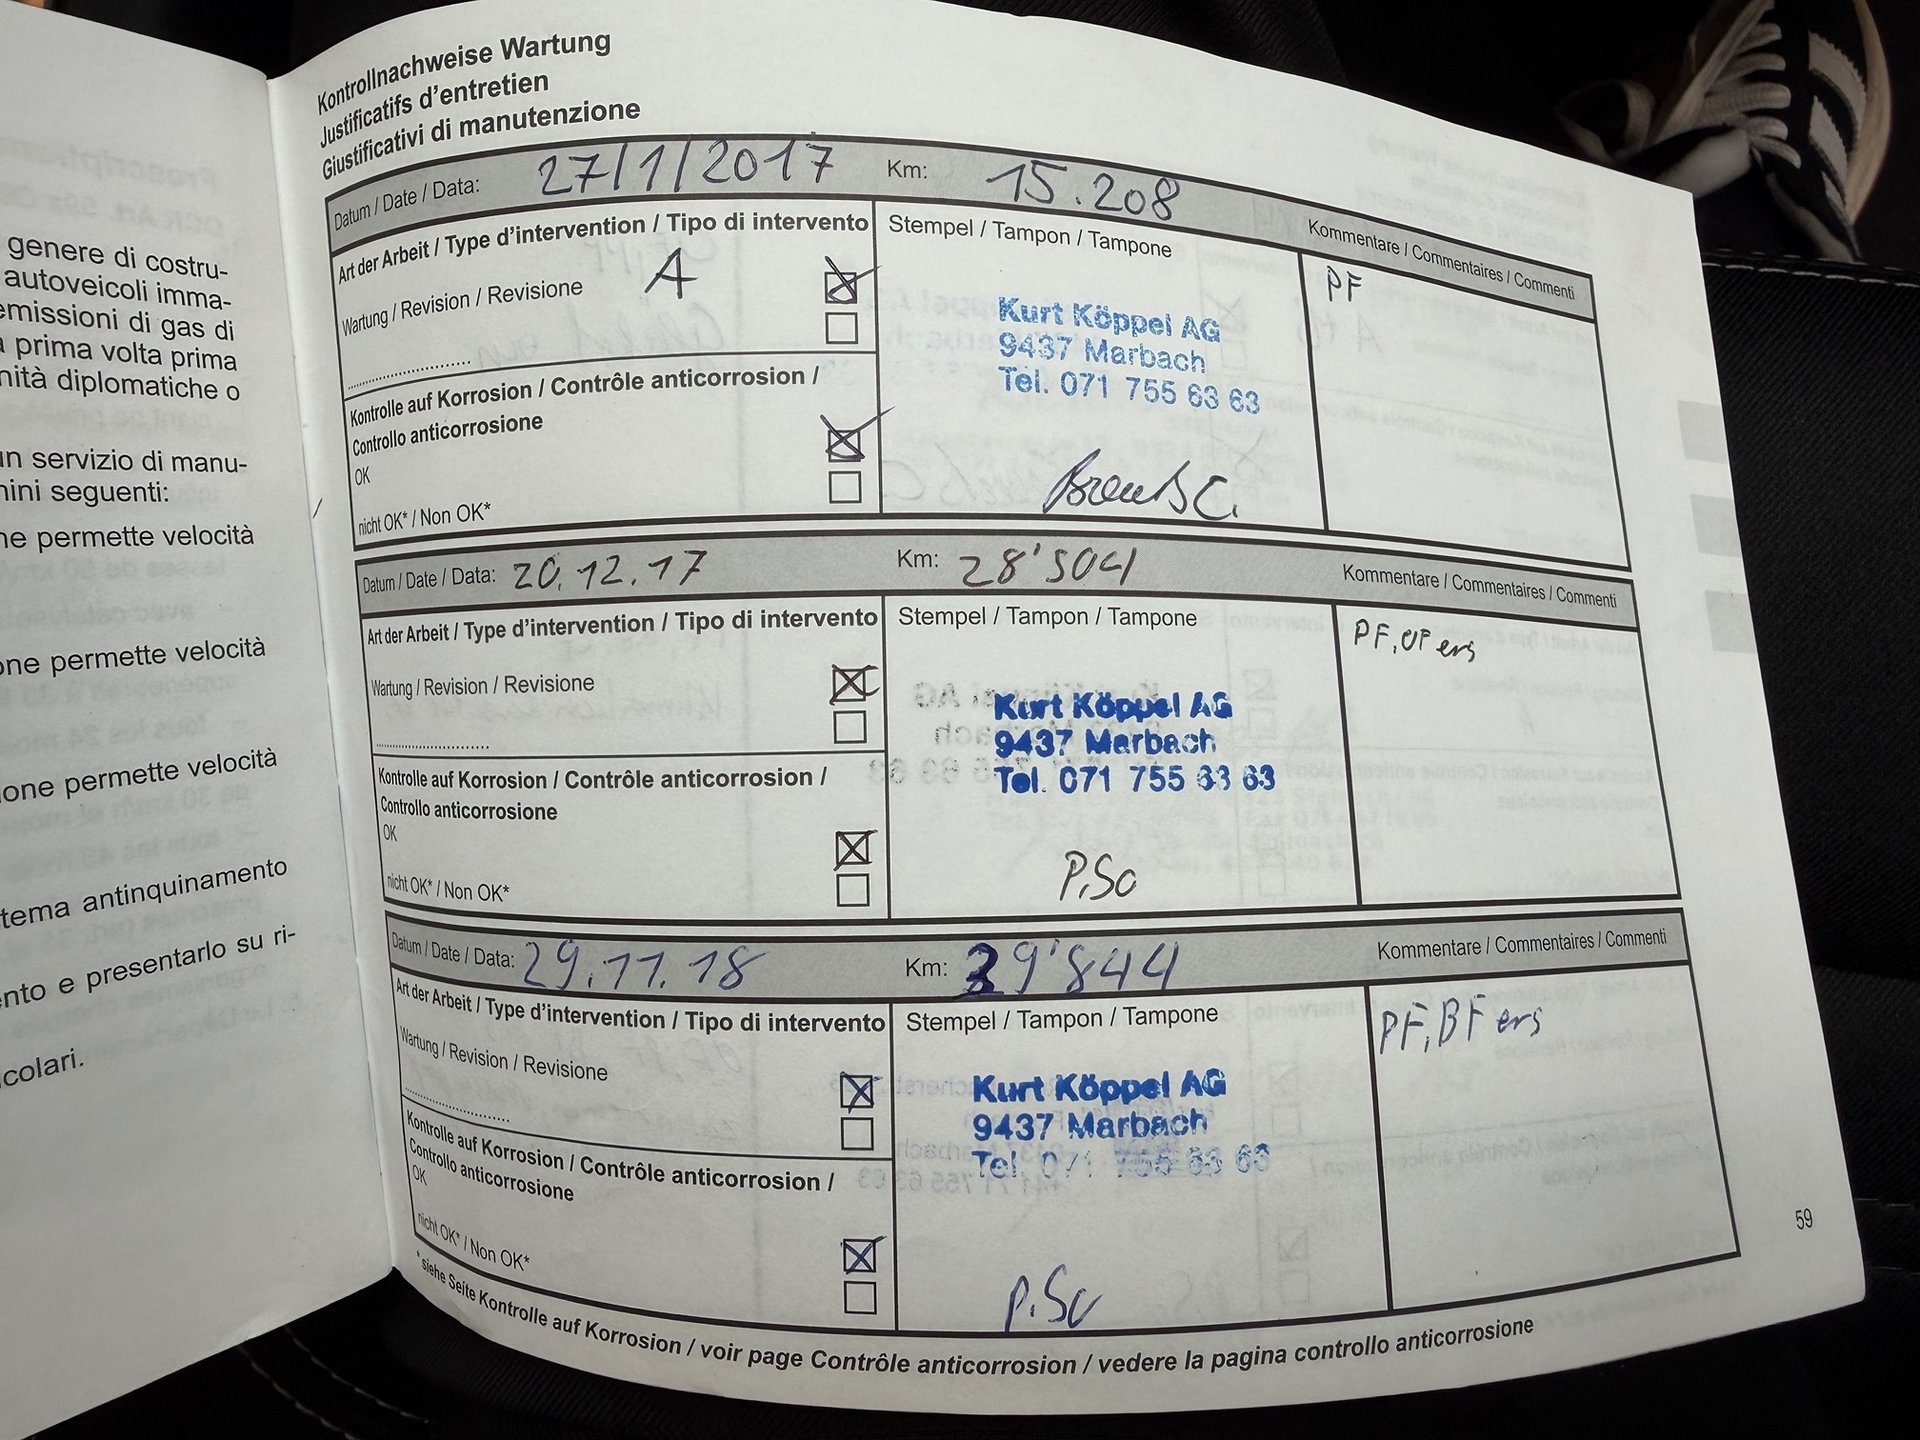 genere di costru-
autoveicoli imma-
emissioni di gas di
a prima volta prima
nità diplomatiche o
un servizio di manu-
mini seguenti:
ne permette velocità
one permette velocità
ione permette velocità
tema antinquinamento
nto e presentarlo su ri-
colari.
Kontrollnachweise Wartung
Justificatifs d'entretien
Giustificativi di manutenzione
Datum / Date / Data: 27/1/2017 Km: 15.208 Kommentare / Commentaires / Commenti
Art der Arbeit / Type d'intervention / Tipo di intervento Stempel / Tampon / Tampone PF
Wartung / Revision / Revisione A
Kurt Köppel AG
9437 Marbach
Tel. 071 755 63 63
Kontrolle auf Korrosion / Contrôle anticorrosion /
Controllo anticorrosione
OK
nicht OK* / Non OK*
Datum / Date / Data: 20.12.17 Km: 28'504 Kommentare / Commentaires / Commenti
Art der Arbeit / Type d'intervention / Tipo di intervento Stempel / Tampon / Tampone PF, OF ers
Wartung / Revision / Revisione
Kurt Köppel AG
9437 Marbach
Tel. 071 755 63 63
Kontrolle auf Korrosion / Contrôle anticorrosion /
Controllo anticorrosione
OK
nicht OK* / Non OK*
P.So
Datum / Date / Data: 29.11.18 Km: 39'844 Kommentare / Commentaires / Commenti
Art der Arbeit / Type d'intervention / Tipo di intervento Stempel / Tampon / Tampone PF, BF ers
Wartung / Revision / Revisione
Kurt Köppel AG
9437 Marbach
Tel. 071 755 63 63
Kontrolle auf Korrosion / Contrôle anticorrosion /
Controllo anticorrosione
OK
nicht OK* / Non OK*
P.So
*siehe Seite Kontrolle auf Korrosion / voir page Contrôle anticorrosion / vedere la pagina controllo anticorrosione
59